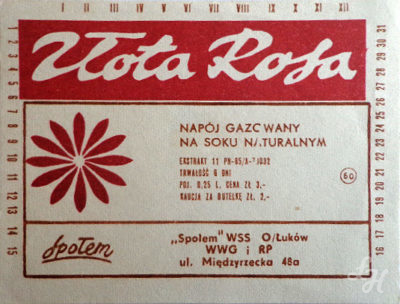 I II III IV V VI VII VIII IX X XI XII
1 2 3 4 5 6 7 8 9 10 11 12 13 14 15
Złota Rosa
NAPÓJ GAZOWANY
NA SOKU NATURALNYM
EKSTRAKT 11 PN-65/A-79032
TRWAŁOŚĆ 6 DNI
POJ. 0,25 L, CENA ZŁ 3,-
KAUCJA ZA BUTELKĘ ZŁ. 2,-
60
Społem
„Społem" WSS O/Łuków
WWG i RP
ul. Międzyrzecka 48a
16 17 18 19 20 21 22 23 24 25 26 27 28 29 30 31
LH